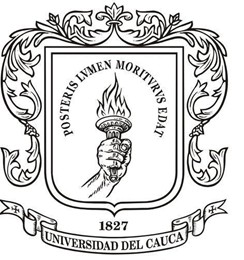 POSTERIS LVMEN MORITVRVS EDAT
1827
UNIVERSIDAD DEL CAUCA